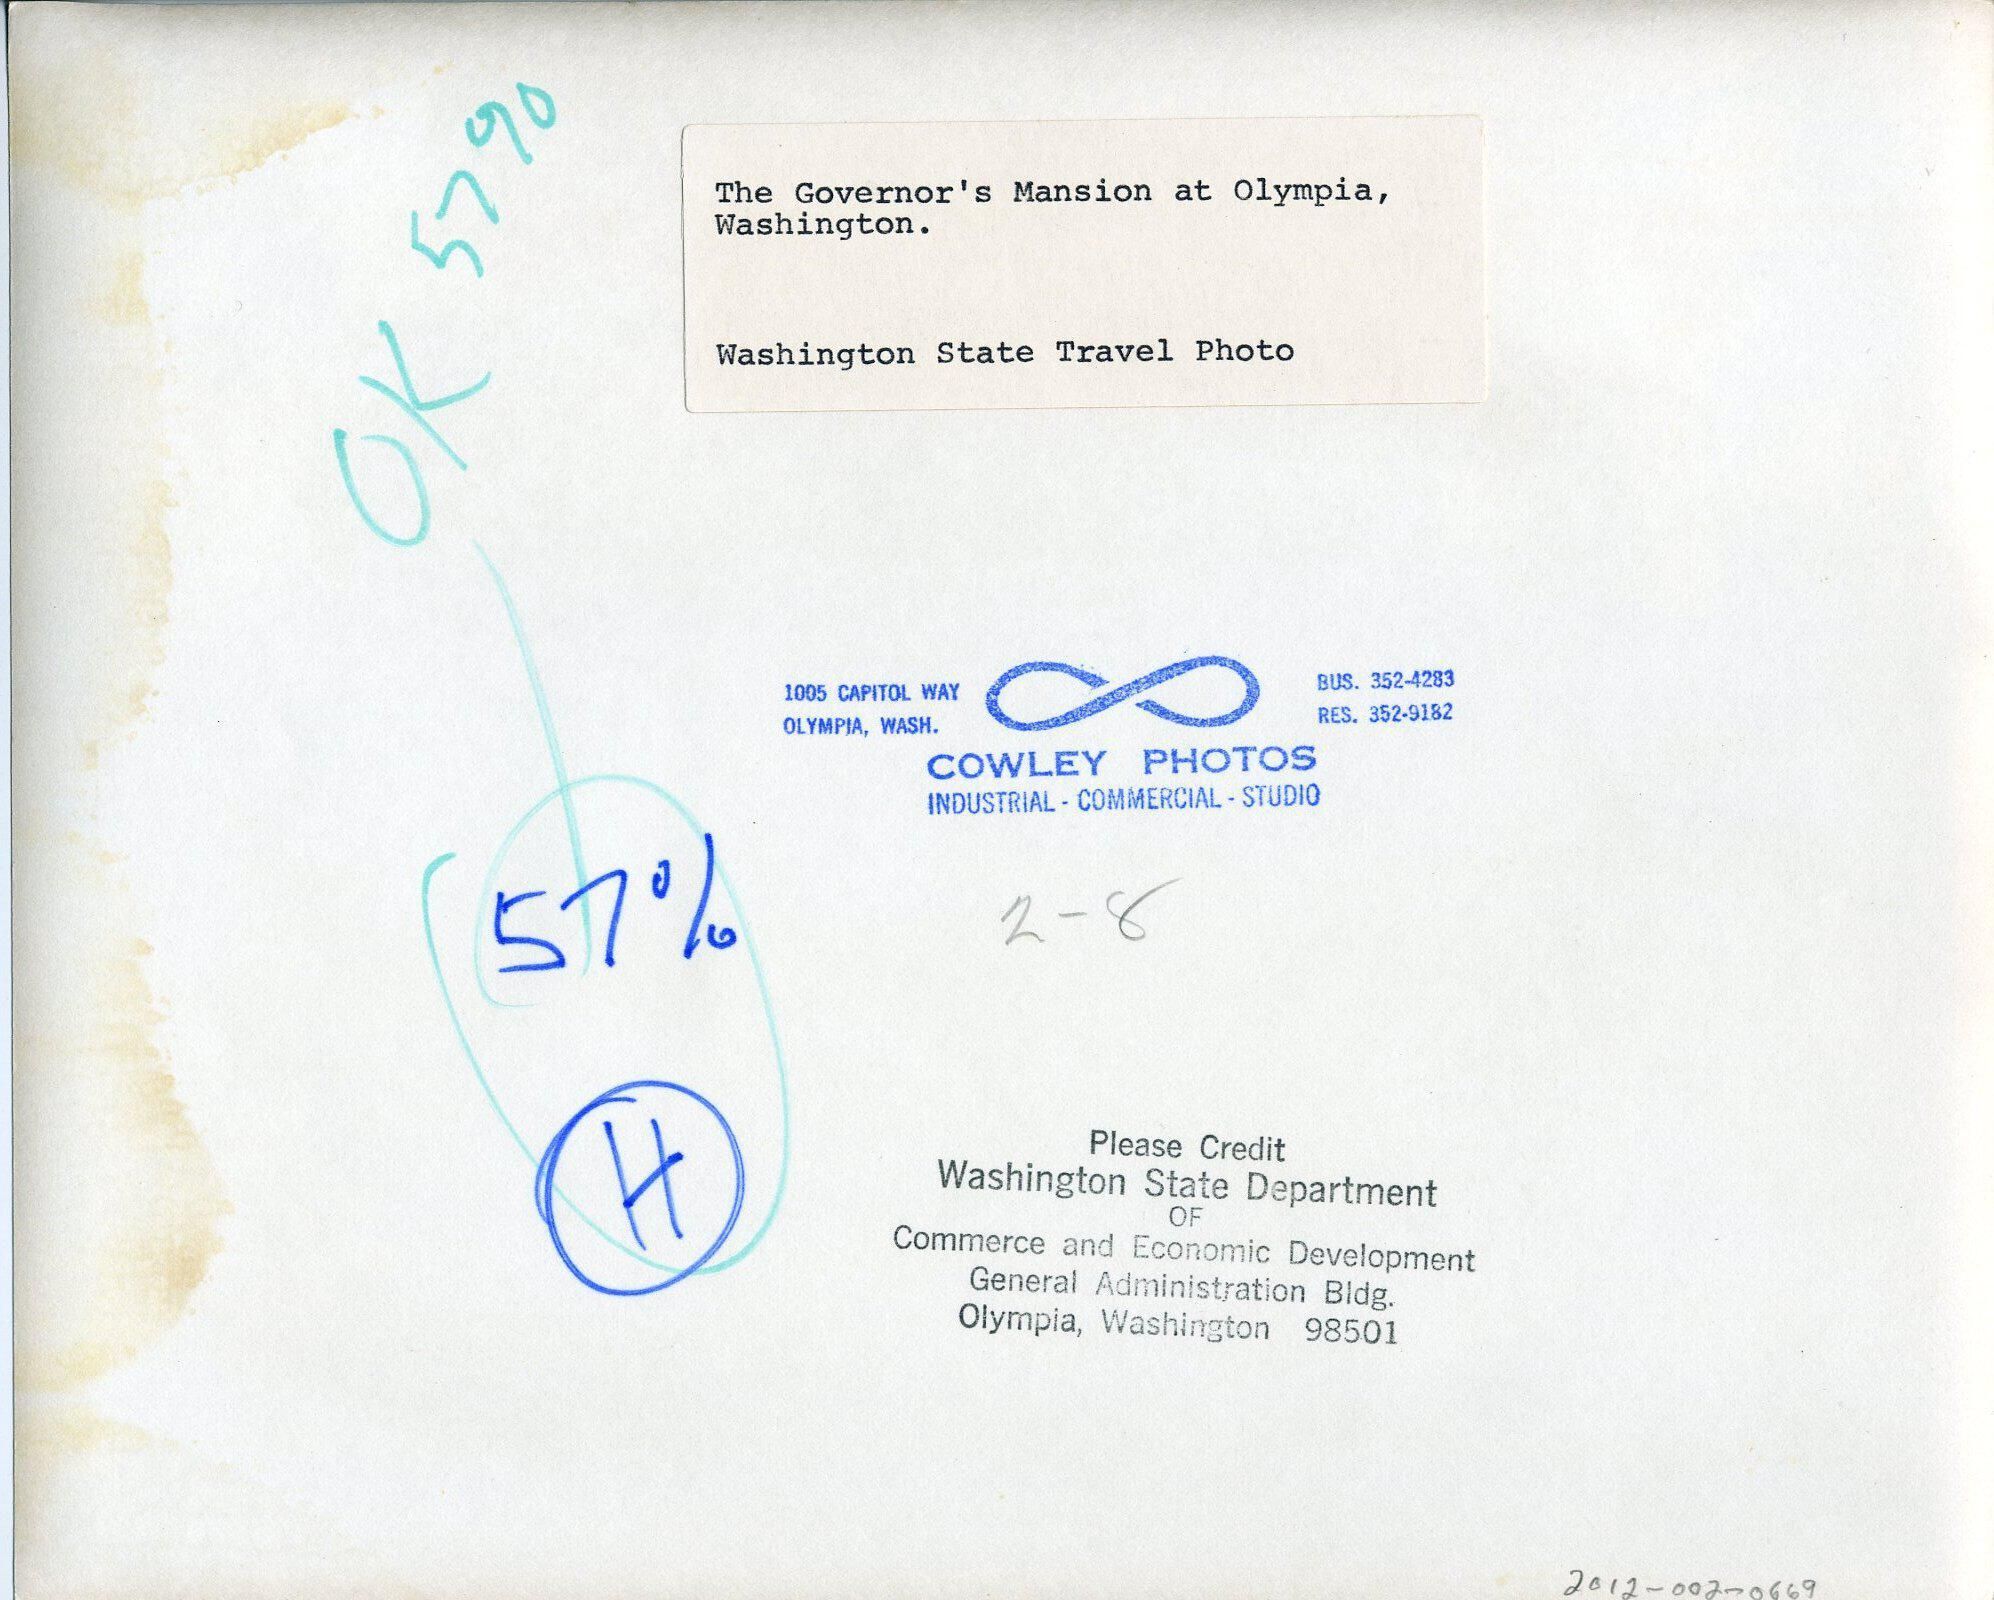 OK 57%
The Governor's Mansion at Olympia,
Washington.
Washington State Travel Photo
1005 CAPITOL WAY
OLYMPIA, WASH.
BUS. 352-4283
RES. 352-9182
COWLEY PHOTOS
INDUSTRIAL - COMMERCIAL - STUDIO
57%
2-8
H
Please Credit
Washington State Department
OF
Commerce and Economic Development
General Administration Bldg.
Olympia, Washington 98501
2012-002-0669